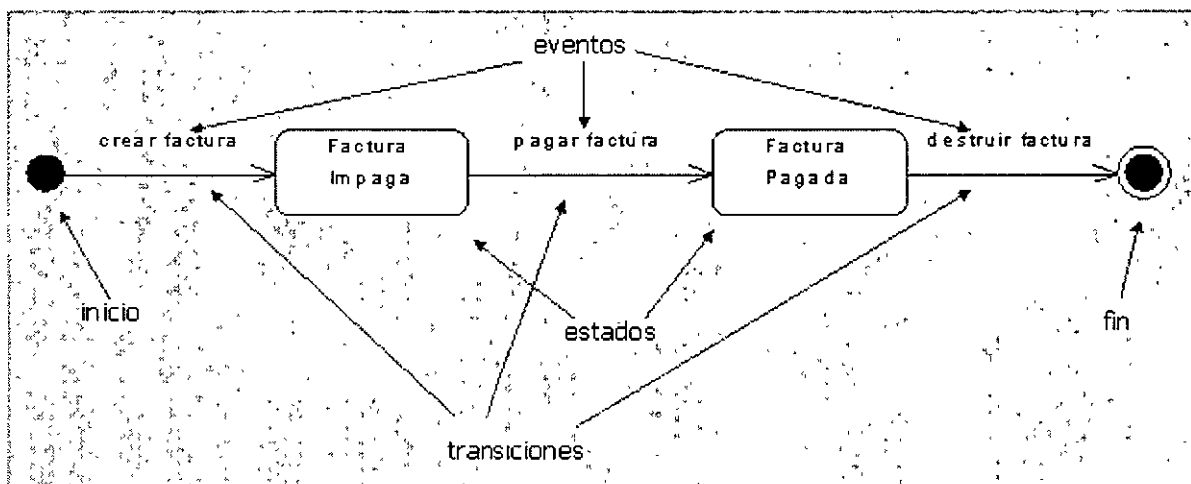 eventos
crear factura
pagar factura
destruir factura
Factura
Impaga
Factura
Pagada
inicio
estados
fin
transiciones